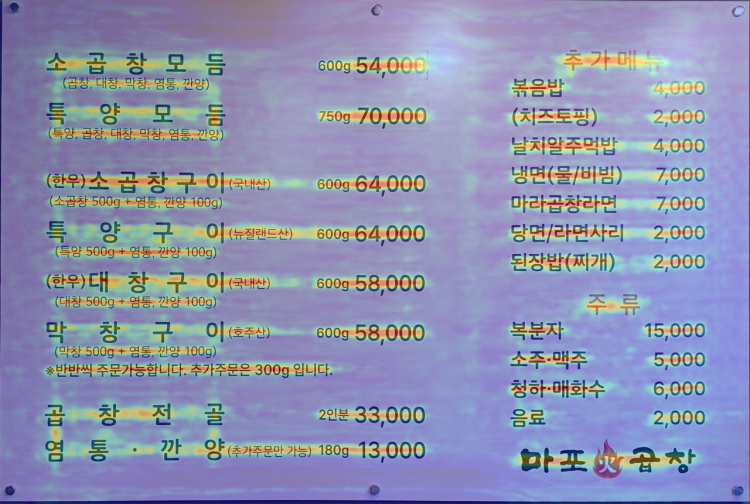 소곱창모듬 600g 54,000
(곱창, 대창, 막창, 염통, 깐양)
특양모듬 750g 70,000
(특양, 곱창, 대창, 막창, 염통, 깐양)
(한우)소곱창구이(국내산) 600g 64,000
(소곱창 500g + 염통, 깐양 100g)
특양구이(뉴질랜드산) 600g 64,000
(특양 500g + 염통, 깐양 100g)
(한우)대창구이(국내산) 600g 58,000
(대창 500g + 염통, 깐양 100g)
막창구이(호주산) 600g 58,000
(막창 500g + 염통, 깐양 100g)
※반반씩 주문가능합니다. 추가주문은 300g 입니다.
곱창전골 2인분 33,000
염통·깐양(추가주문만 가능) 180g 13,000
추가메뉴
볶음밥 4,000
(치즈토핑) 2,000
날치알주먹밥 4,000
냉면(물/비빔) 7,000
마라곱창라면 7,000
당면/라면사리 2,000
된장밥(찌개) 2,000
주류
복분자 15,000
소주·맥주 5,000
청하·매화수 6,000
음료 2,000
마포火곱창